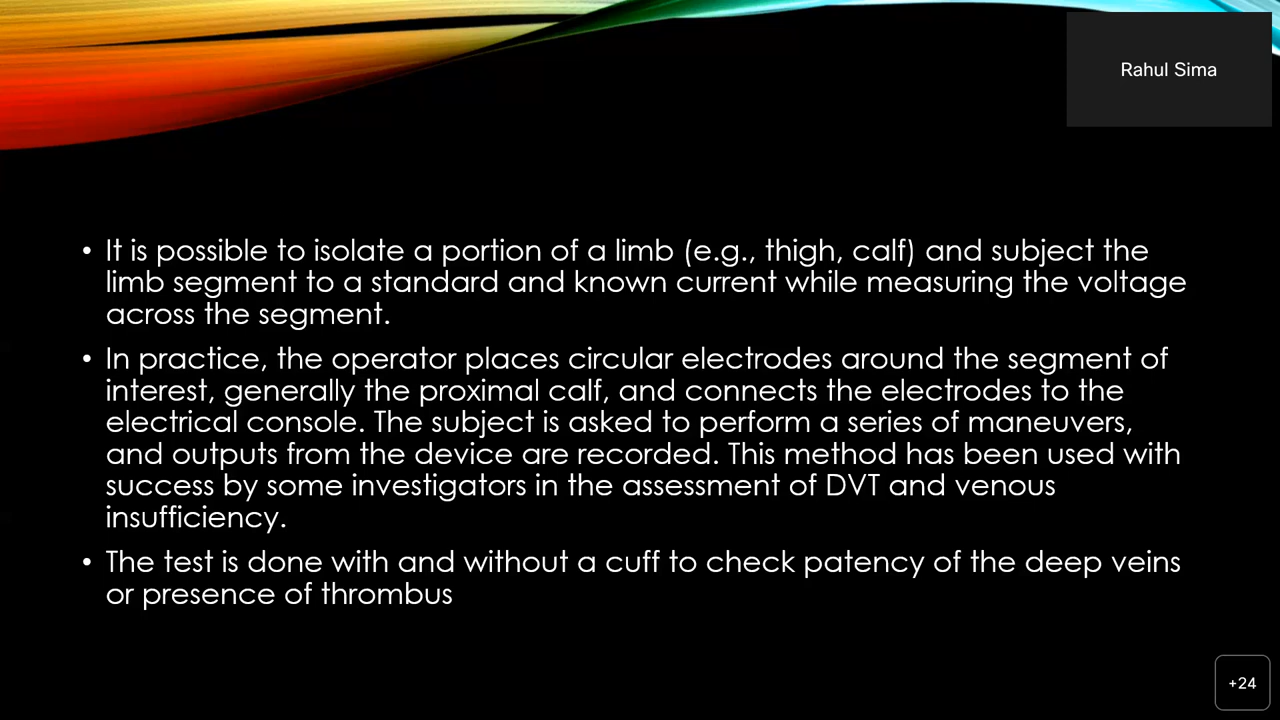 Rahul Sima
• It is possible to isolate a portion of a limb (e.g., thigh, calf) and subject the
limb segment to a standard and known current while measuring the voltage
across the segment.
• In practice, the operator places circular electrodes around the segment of
interest, generally the proximal calf, and connects the electrodes to the
electrical console. The subject is asked to perform a series of maneuvers,
and outputs from the device are recorded. This method has been used with
success by some investigators in the assessment of DVT and venous
insufficiency.
• The test is done with and without a cuff to check patency of the deep veins
or presence of thrombus
+24